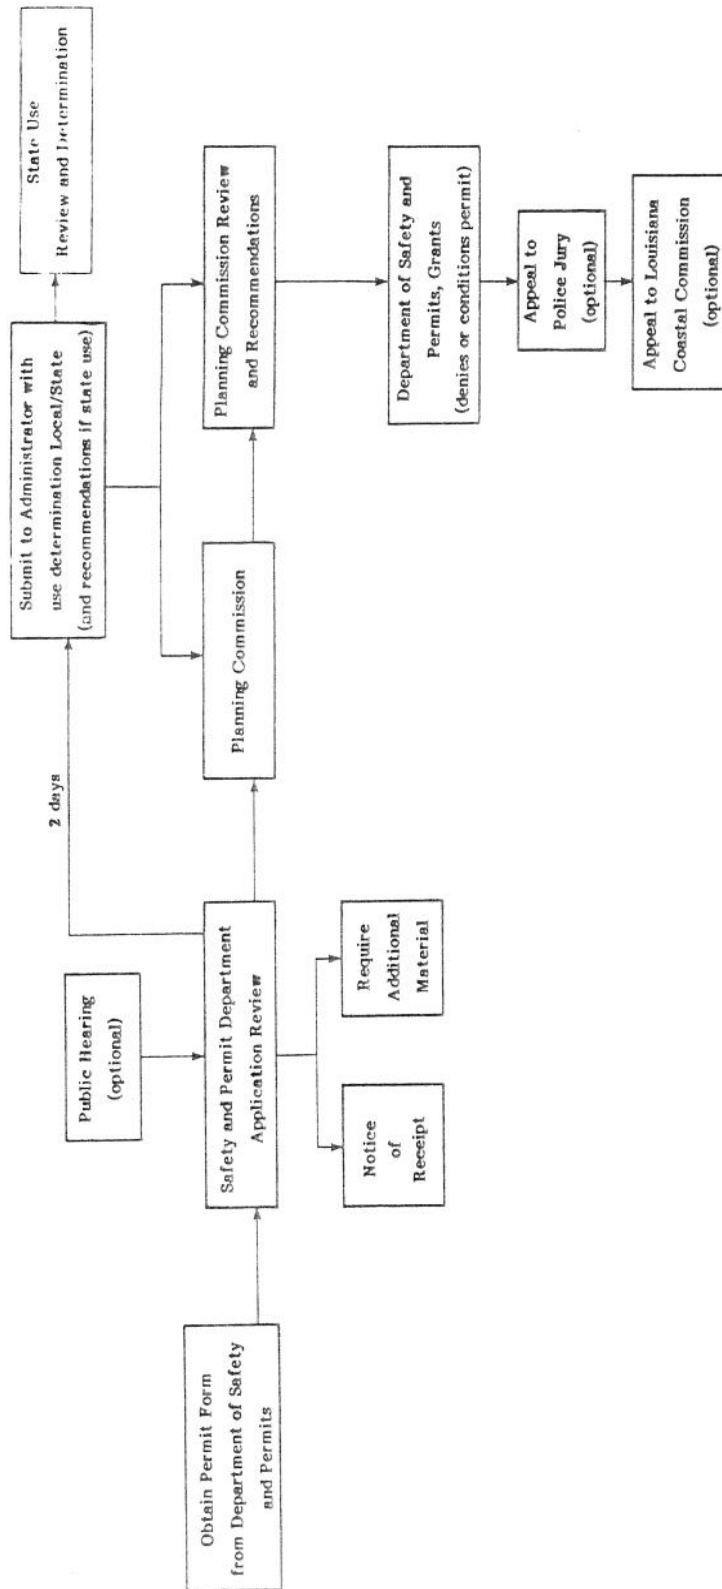 Obtain Permit Form
from Department of Safety
and Permits
Public Hearing
(optional)
Safety and Permit Department
Application Review
Notice
of
Receipt
Require
Additional
Material
2 days
Submit to Administrator with
use determination Local/State
(and recommendations if state use)
State Use
Review and Determination
Planning Commission
Planning Commission Review
and Recommendations
Department of Safety and
Permits, Grants
(denies or conditions permit)
Appeal to
Police Jury
(optional)
Appeal to Louisiana
Coastal Commission
(optional)